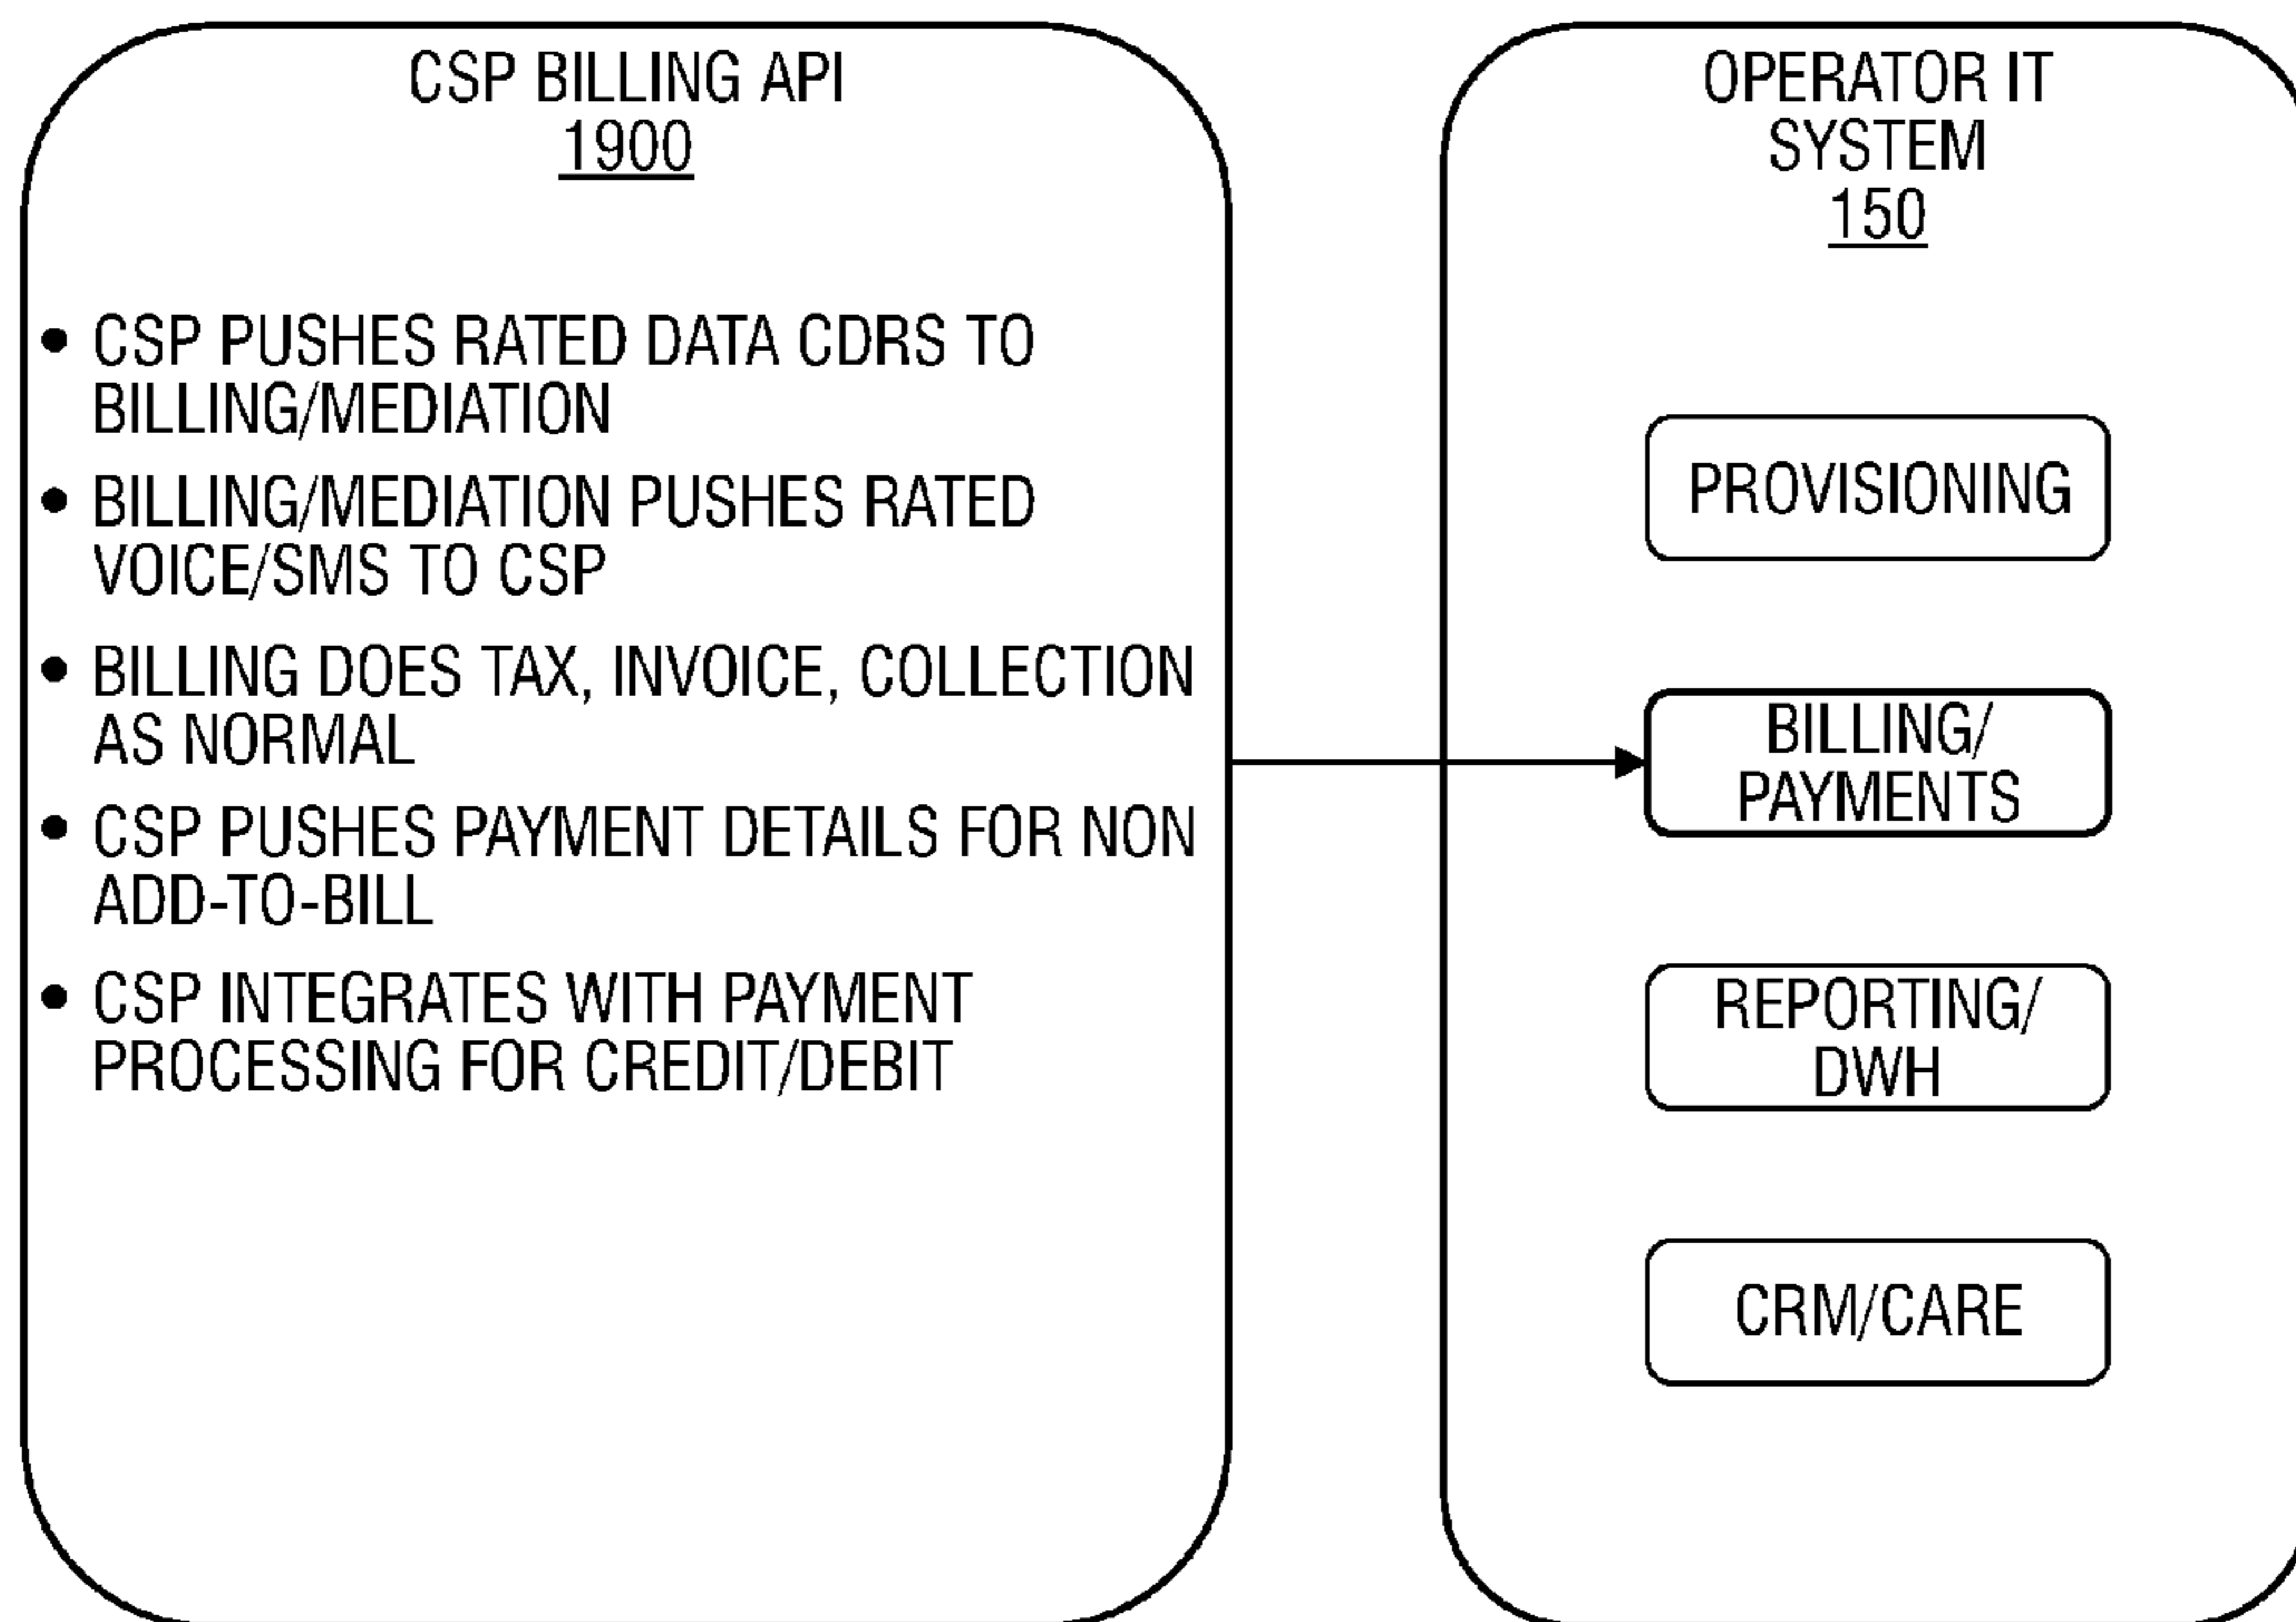 CSP BILLING API
1900
• CSP PUSHES RATED DATA CDRS TO
BILLING/MEDIATION
• BILLING/MEDIATION PUSHES RATED
VOICE/SMS TO CSP
• BILLING DOES TAX, INVOICE, COLLECTION
AS NORMAL
• CSP PUSHES PAYMENT DETAILS FOR NON
ADD-TO-BILL
• CSP INTEGRATES WITH PAYMENT
PROCESSING FOR CREDIT/DEBIT
OPERATOR IT
SYSTEM
150
PROVISIONING
BILLING/
PAYMENTS
REPORTING/
DWH
CRM/CARE